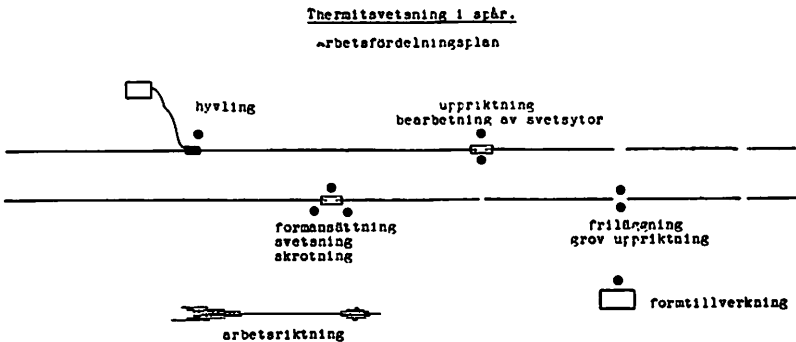 Thermitsvetsning i spår.
arbetsfördelningsplan
hyvling
uppriktning
bearbetning av svetsytor
formansättning
svetsning
skrotning
friläggning
grov uppriktning
formtillverkning
arbetsriktning